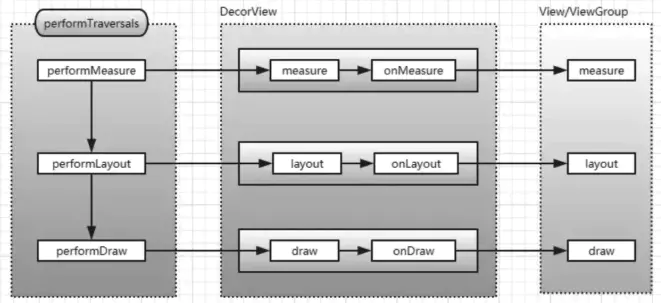 DecorView
View/ViewGroup
performTraversals
performMeasure
measure
onMeasure
measure
performLayout
layout
onLayout
layout
performDraw
draw
onDraw
draw